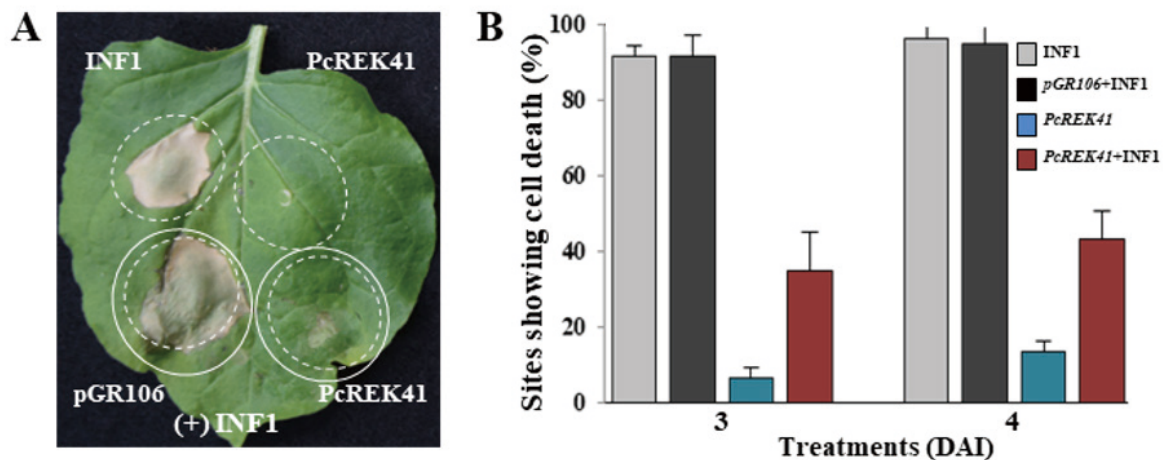 A
INF1 PcREK41
pGR106 PcREK41
(+) INF1
B
Sites showing cell death (%)
100
80
60
40
20
0
3 4
Treatments (DAI)
INF1
pGR106+INF1
PcREK41
PcREK41+INF1